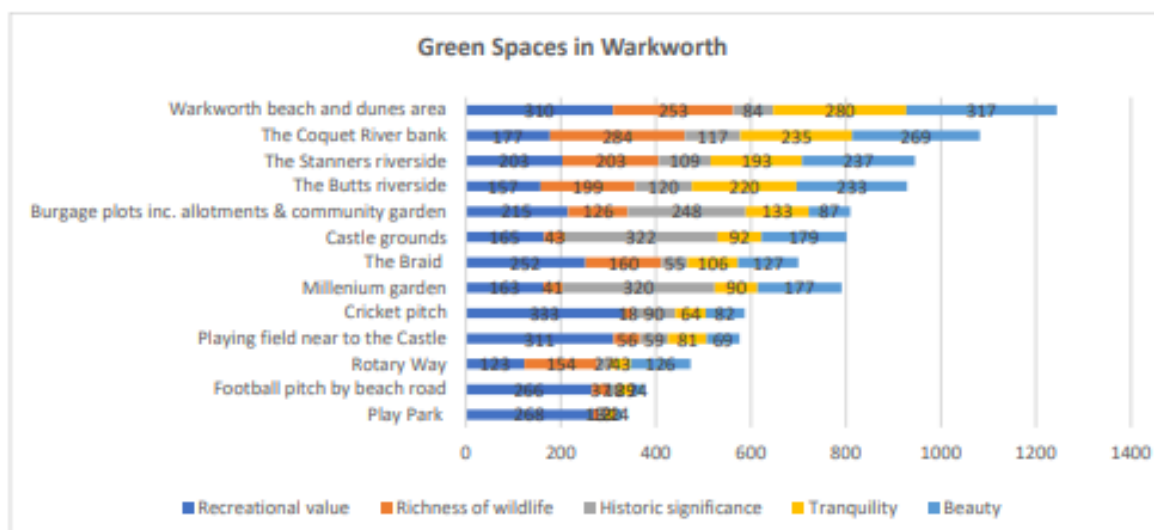 Green Spaces in Warkworth
Warkworth beach and dunes area 310 253 84 280 317
The Coquet River bank 177 284 117 235 269
The Stanners riverside 203 203 109 193 237
The Butts riverside 157 199 120 220 233
Burgage plots inc. allotments & community garden 215 126 248 133 87
Castle grounds 165 43 322 92 179
The Braid 252 160 55 106 127
Millenium garden 163 41 320 90 177
Cricket pitch 333 18 90 64 82
Playing field near to the Castle 311 56 59 81 69
Rotary Way 123 154 27 43 126
Football pitch by beach road 266
Play Park 268
0 200 400 600 800 1000 1200 1400
Recreational value Richness of wildlife Historic significance Tranquility Beauty